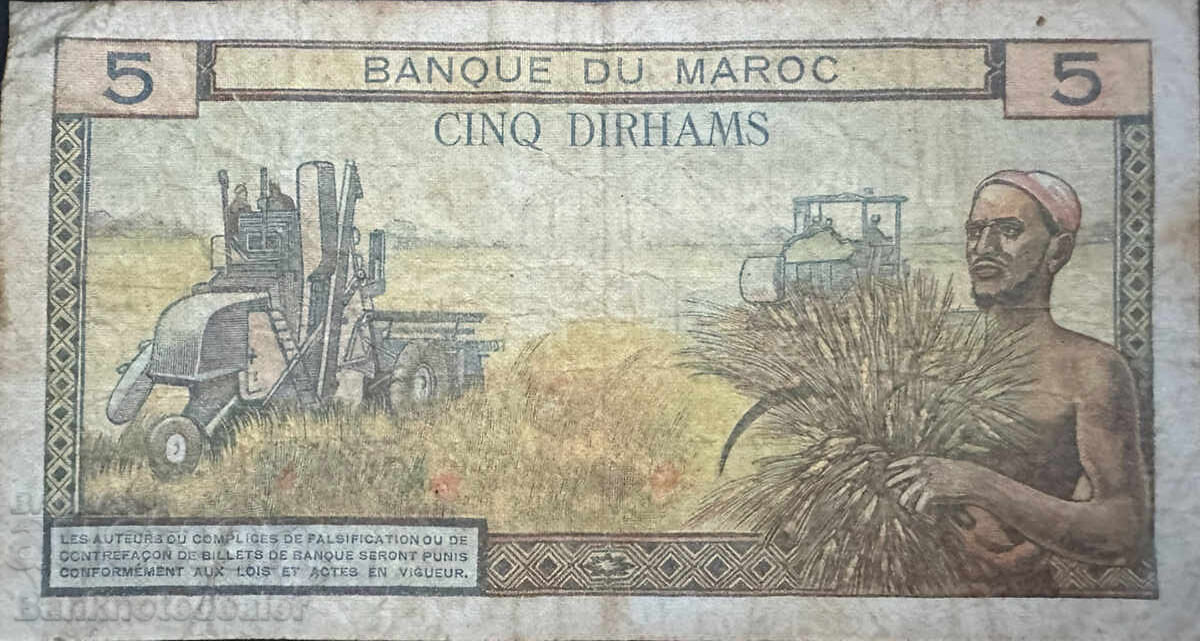 5 BANQUE DU MAROC 5
CINQ DIRHAMS
LES AUTEURS OU COMPLICES DE FALSIFICATION OU DE
CONTREFAÇON DE BILLETS DE BANQUE SERONT PUNIS
CONFORMÉMENT AUX LOIS ET ACTES EN VIGUEUR.
Banknotodealer